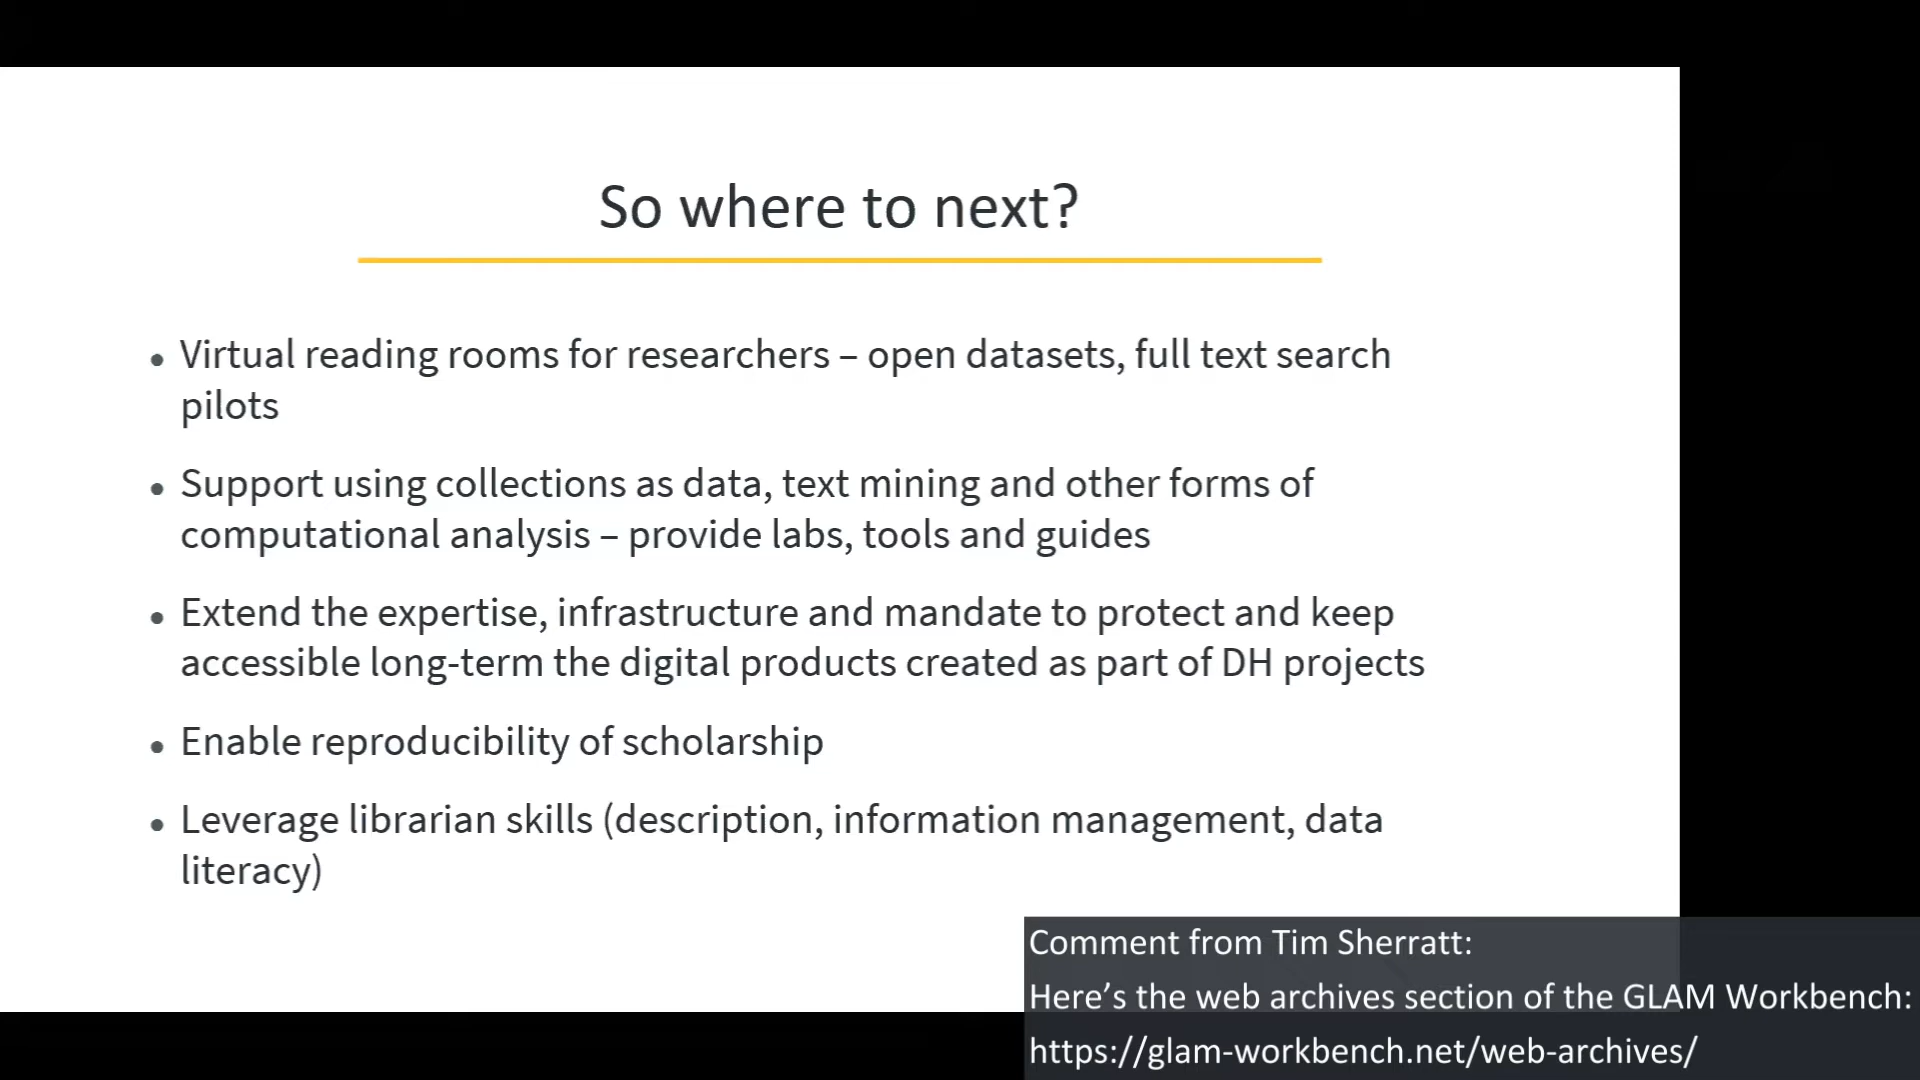 So where to next?
• Virtual reading rooms for researchers – open datasets, full text search
pilots
• Support using collections as data, text mining and other forms of
computational analysis – provide labs, tools and guides
• Extend the expertise, infrastructure and mandate to protect and keep
accessible long-term the digital products created as part of DH projects
• Enable reproducibility of scholarship
• Leverage librarian skills (description, information management, data
literacy)
Comment from Tim Sherratt:
Here’s the web archives section of the GLAM Workbench:
https://glam-workbench.net/web-archives/